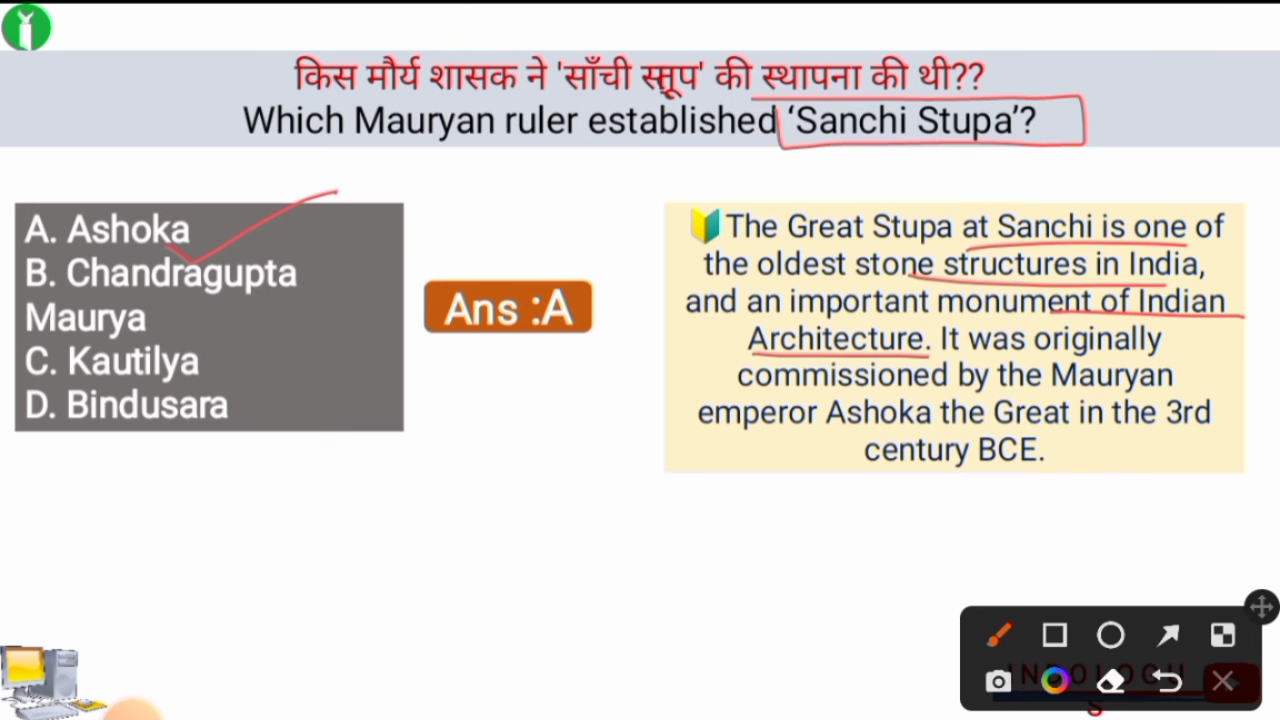 किस मौर्य शासक ने 'साँची स्तूप' की स्थापना की थी??
Which Mauryan ruler established ‘Sanchi Stupa’?
A. Ashoka
B. Chandragupta
Maurya
C. Kautilya
D. Bindusara
Ans :A
The Great Stupa at Sanchi is one of
the oldest stone structures in India,
and an important monument of Indian
Architecture. It was originally
commissioned by the Mauryan
emperor Ashoka the Great in the 3rd
century BCE.